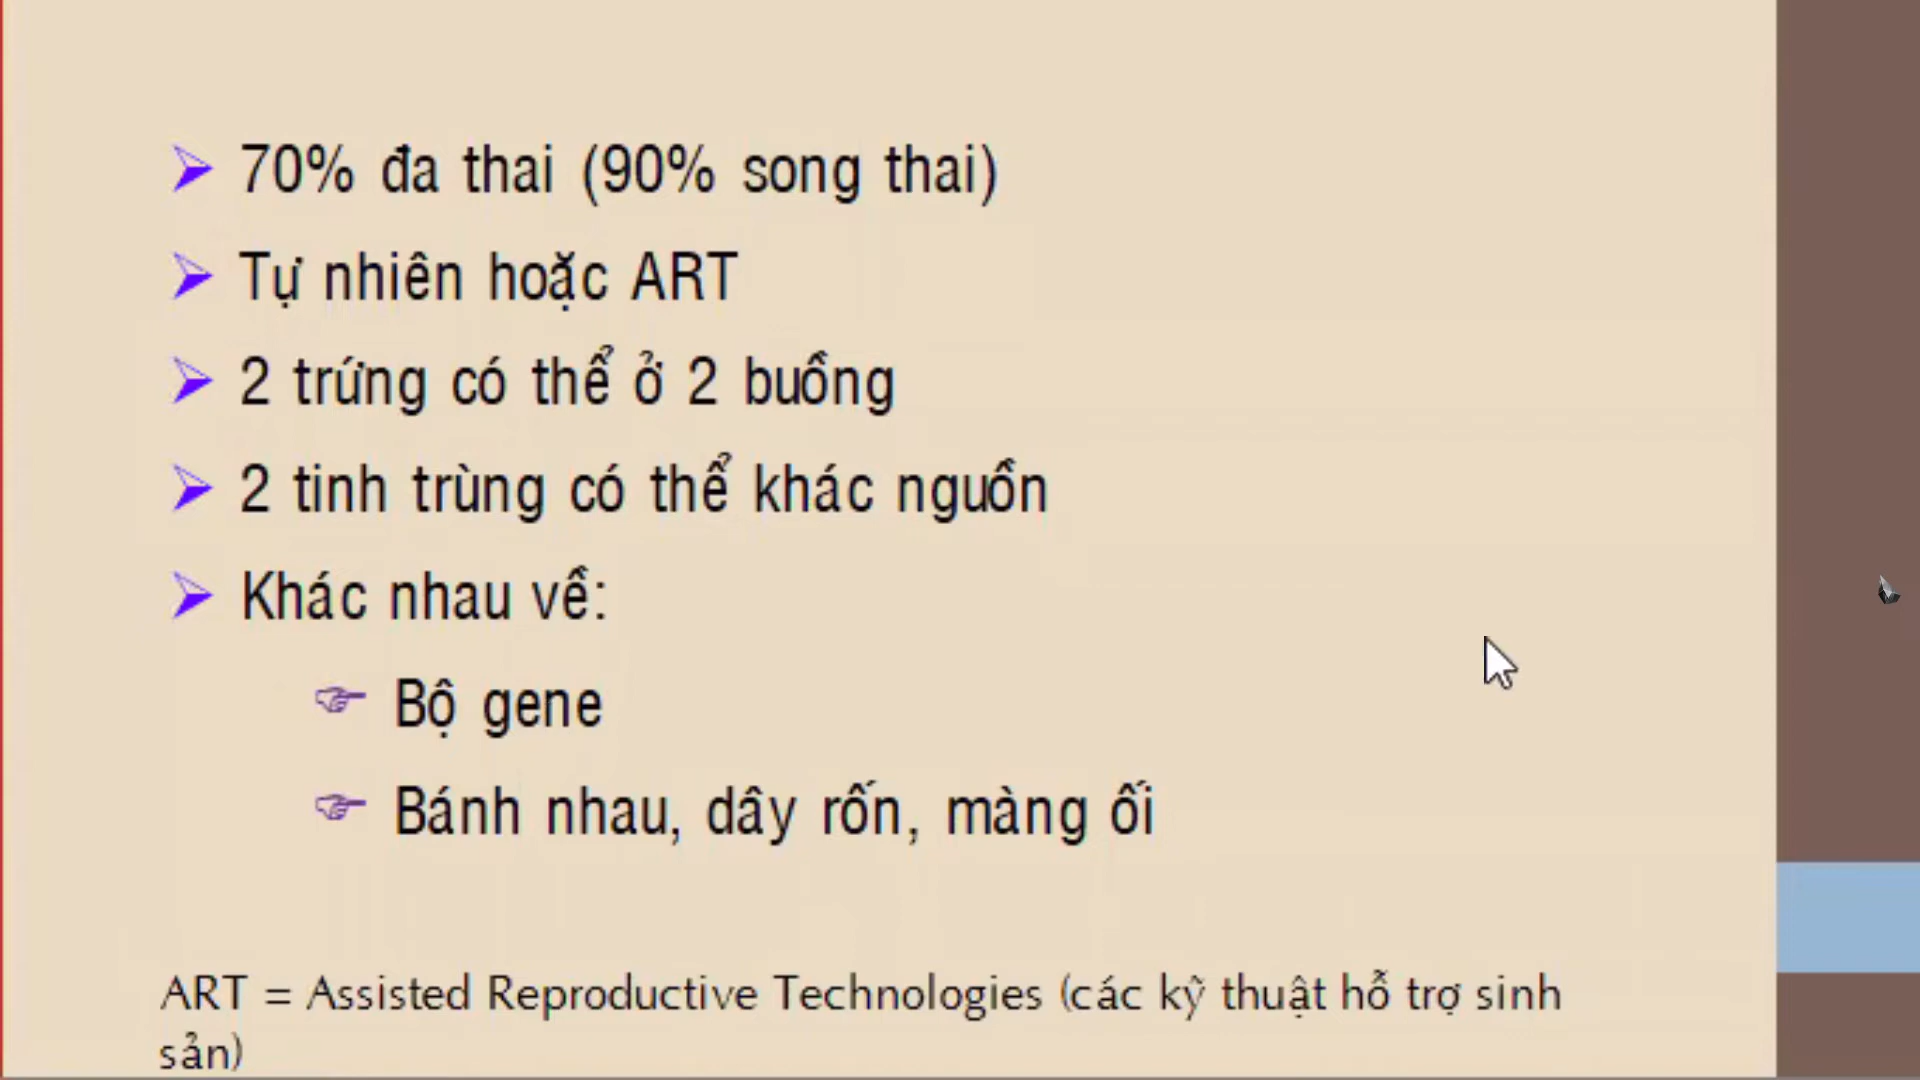 70% đa thai (90% song thai)
Tự nhiên hoặc ART
2 trứng có thể ở 2 buồng
2 tinh trùng có thể khác nguồn
Khác nhau về:
Bộ gene
Bánh nhau, dây rốn, màng ối
ART = Assisted Reproductive Technologies (các kỹ thuật hỗ trợ sinh
sản)